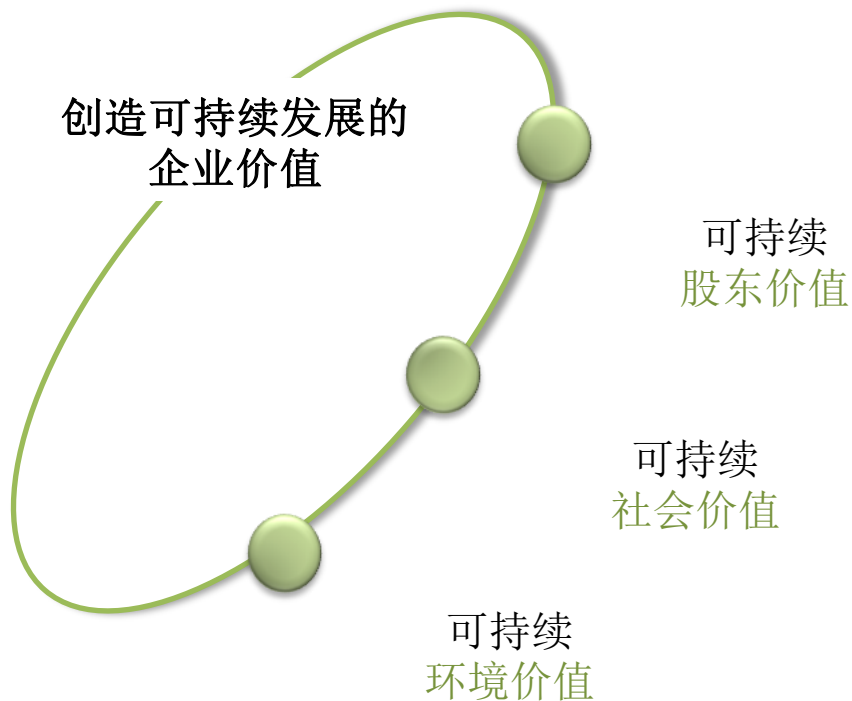 创造可持续发展的
企业价值
可持续
股东价值
可持续
社会价值
可持续
环境价值